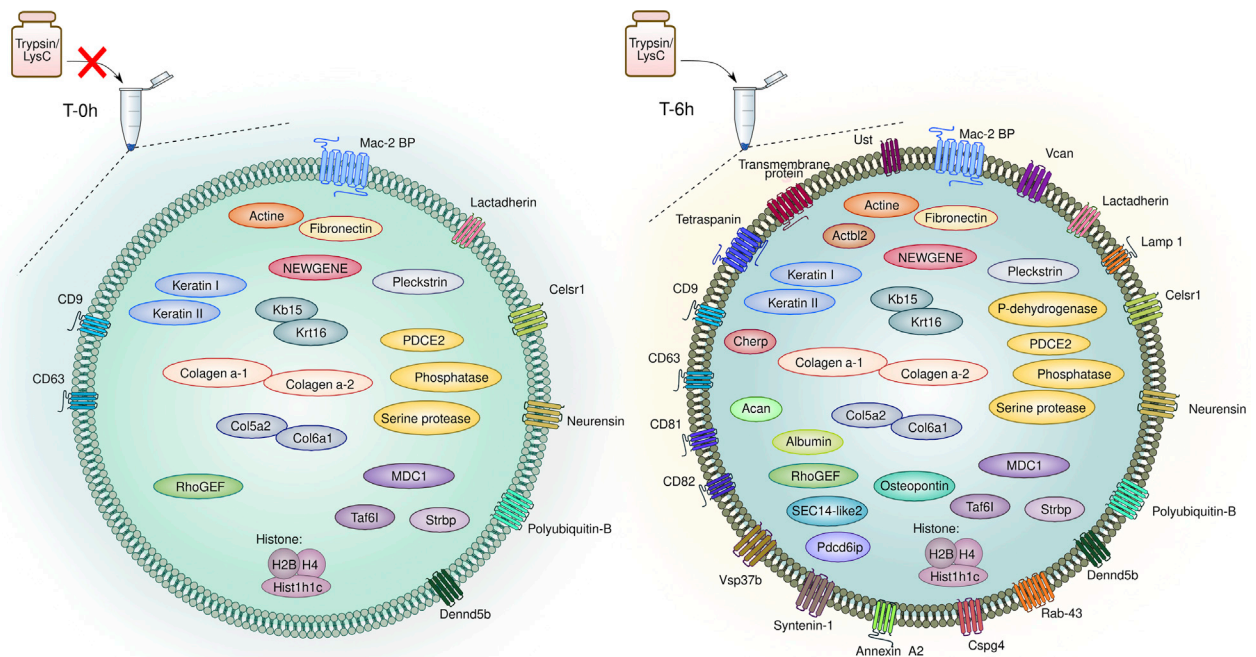 Trypsin/
LysC
T-0h
Mac-2 BP
Lactadherin
Actine
Fibronectin
NEWGENE
Pleckstrin
Keratin I
Keratin II
Celsr1
CD9
Kb15
Krt16
PDCE2
Colagen a-1
Colagen a-2
Phosphatase
CD63
Serine protease
Neurensin
Col5a2
Col6a1
MDC1
RhoGEF
Taf6l
Strbp
Polyubiquitin-B
Histone:
H2B
H4
Hist1h1c
Dennd5b
Trypsin/
LysC
T-6h
Ust
Mac-2 BP
Vcan
Transmembrane
protein
Lactadherin
Tetraspanin
Actine
Fibronectin
Actbl2
Lamp 1
NEWGENE
Pleckstrin
Keratin I
Keratin II
CD9
Kb15
Krt16
P-dehydrogenase
Celsr1
Cherp
PDCE2
CD63
Colagen a-1
Colagen a-2
Phosphatase
Acan
Col5a2
Col6a1
Serine protease
Neurensin
CD81
Albumin
MDC1
RhoGEF
Osteopontin
CD82
SEC14-like2
Taf6l
Strbp
Polyubiquitin-B
Histone:
H2B
H4
Hist1h1c
Pdcd6ip
Dennd5b
Vsp37b
Rab-43
Syntenin-1
Cspg4
Annexin A2